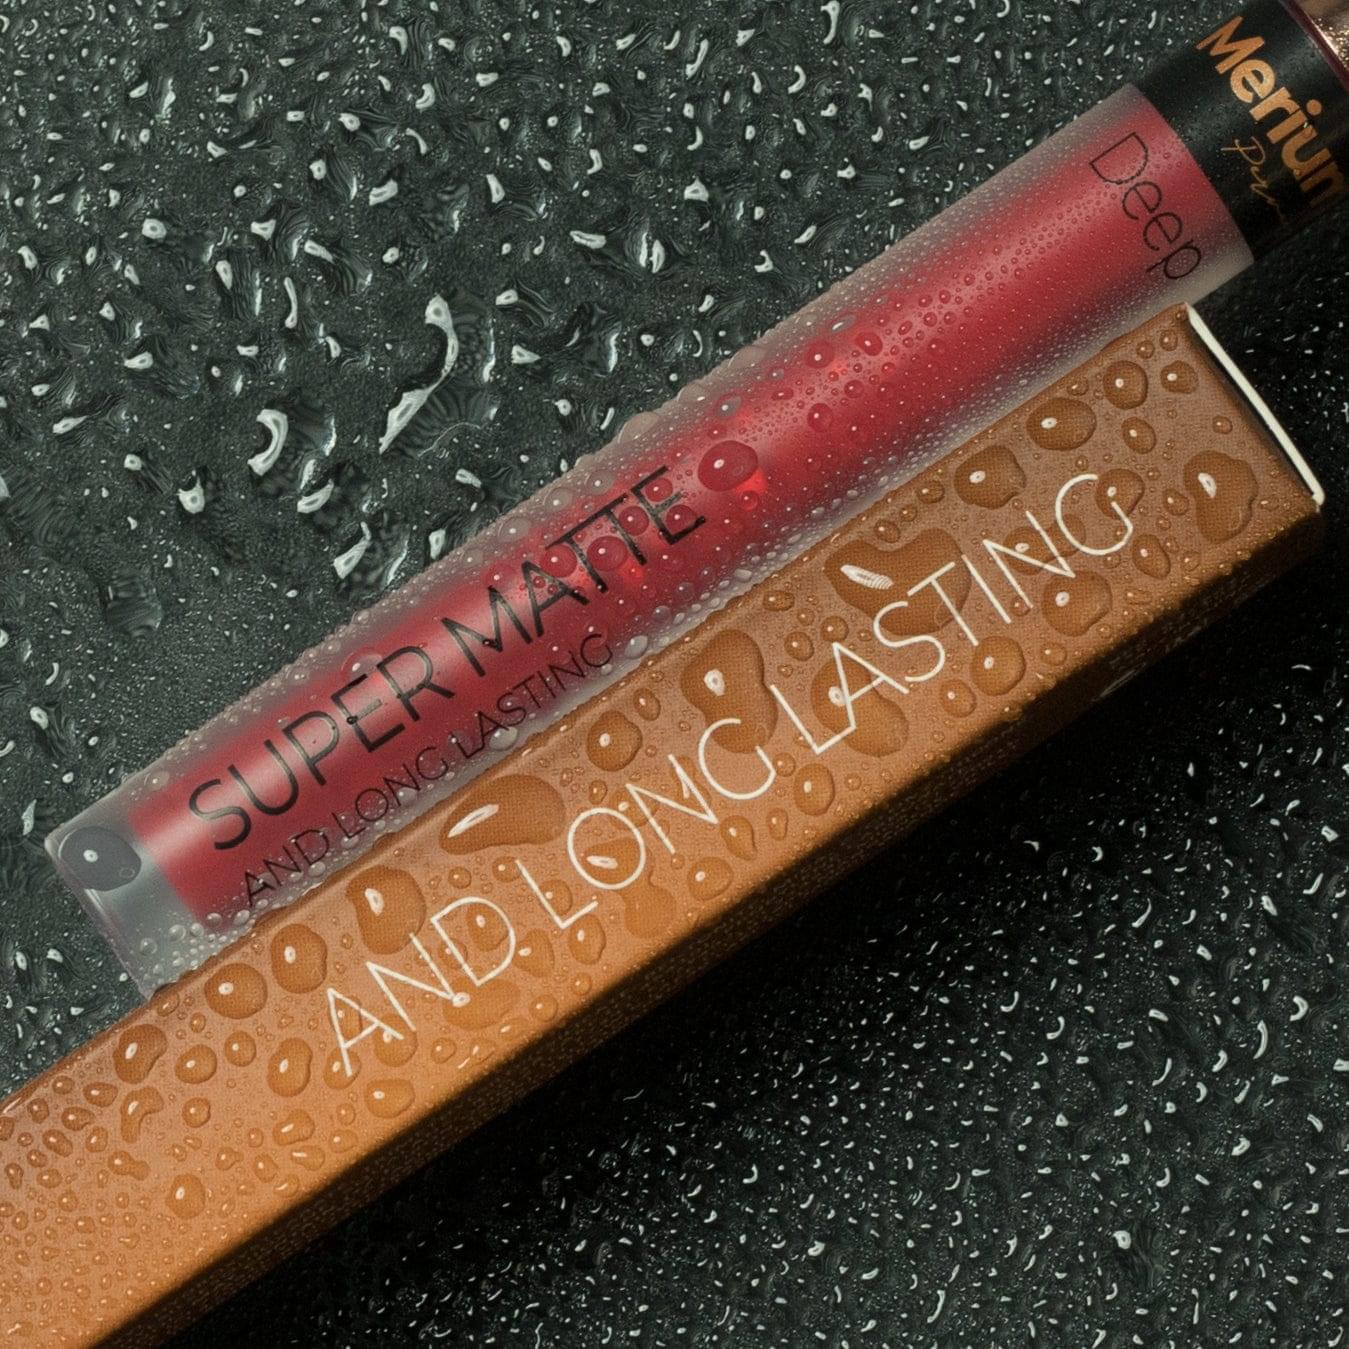 Merium
Deep
SUPER MATTE
AND LONG LASTING
AND LONG LASTING